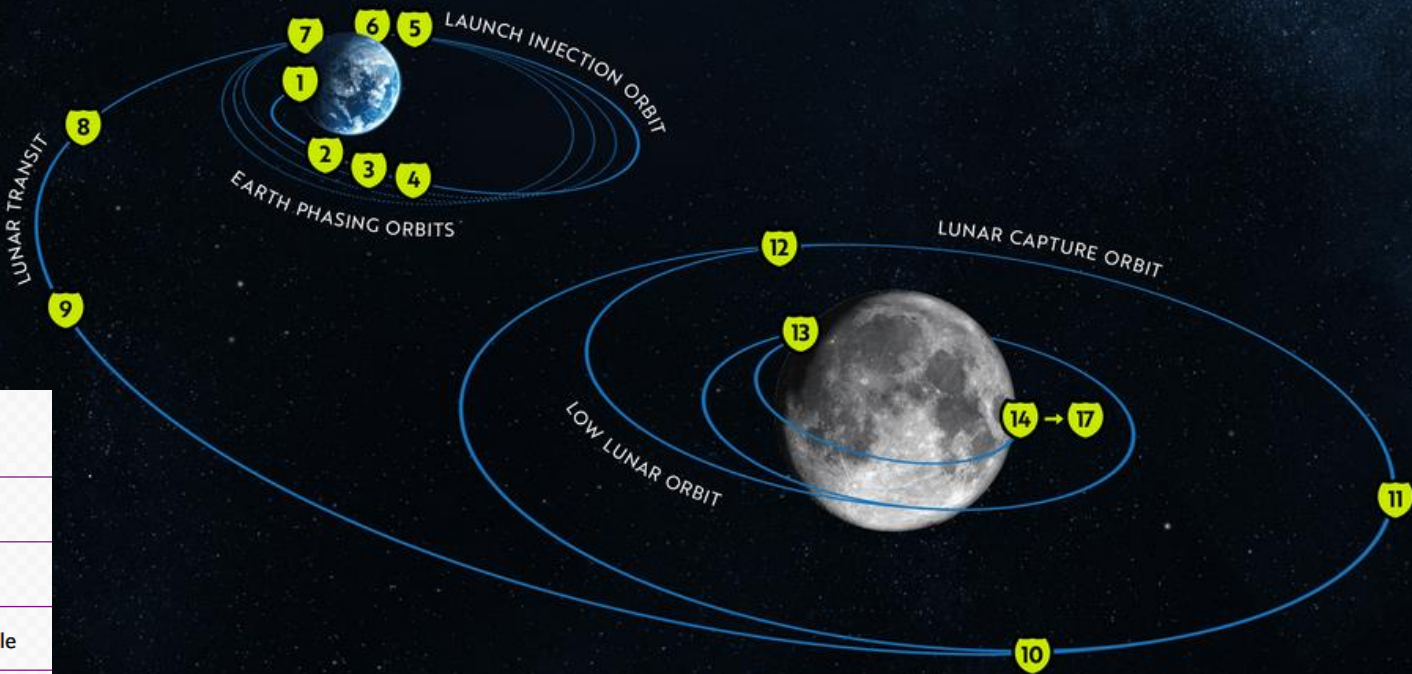 7
6
5
LAUNCH INJECTION ORBIT
1
8
2
3
4
LUNAR TRANSIT
EARTH PHASING ORBITS
9
12
LUNAR CAPTURE ORBIT
13
LOW LUNAR ORBIT
14 → 17
11
le
10